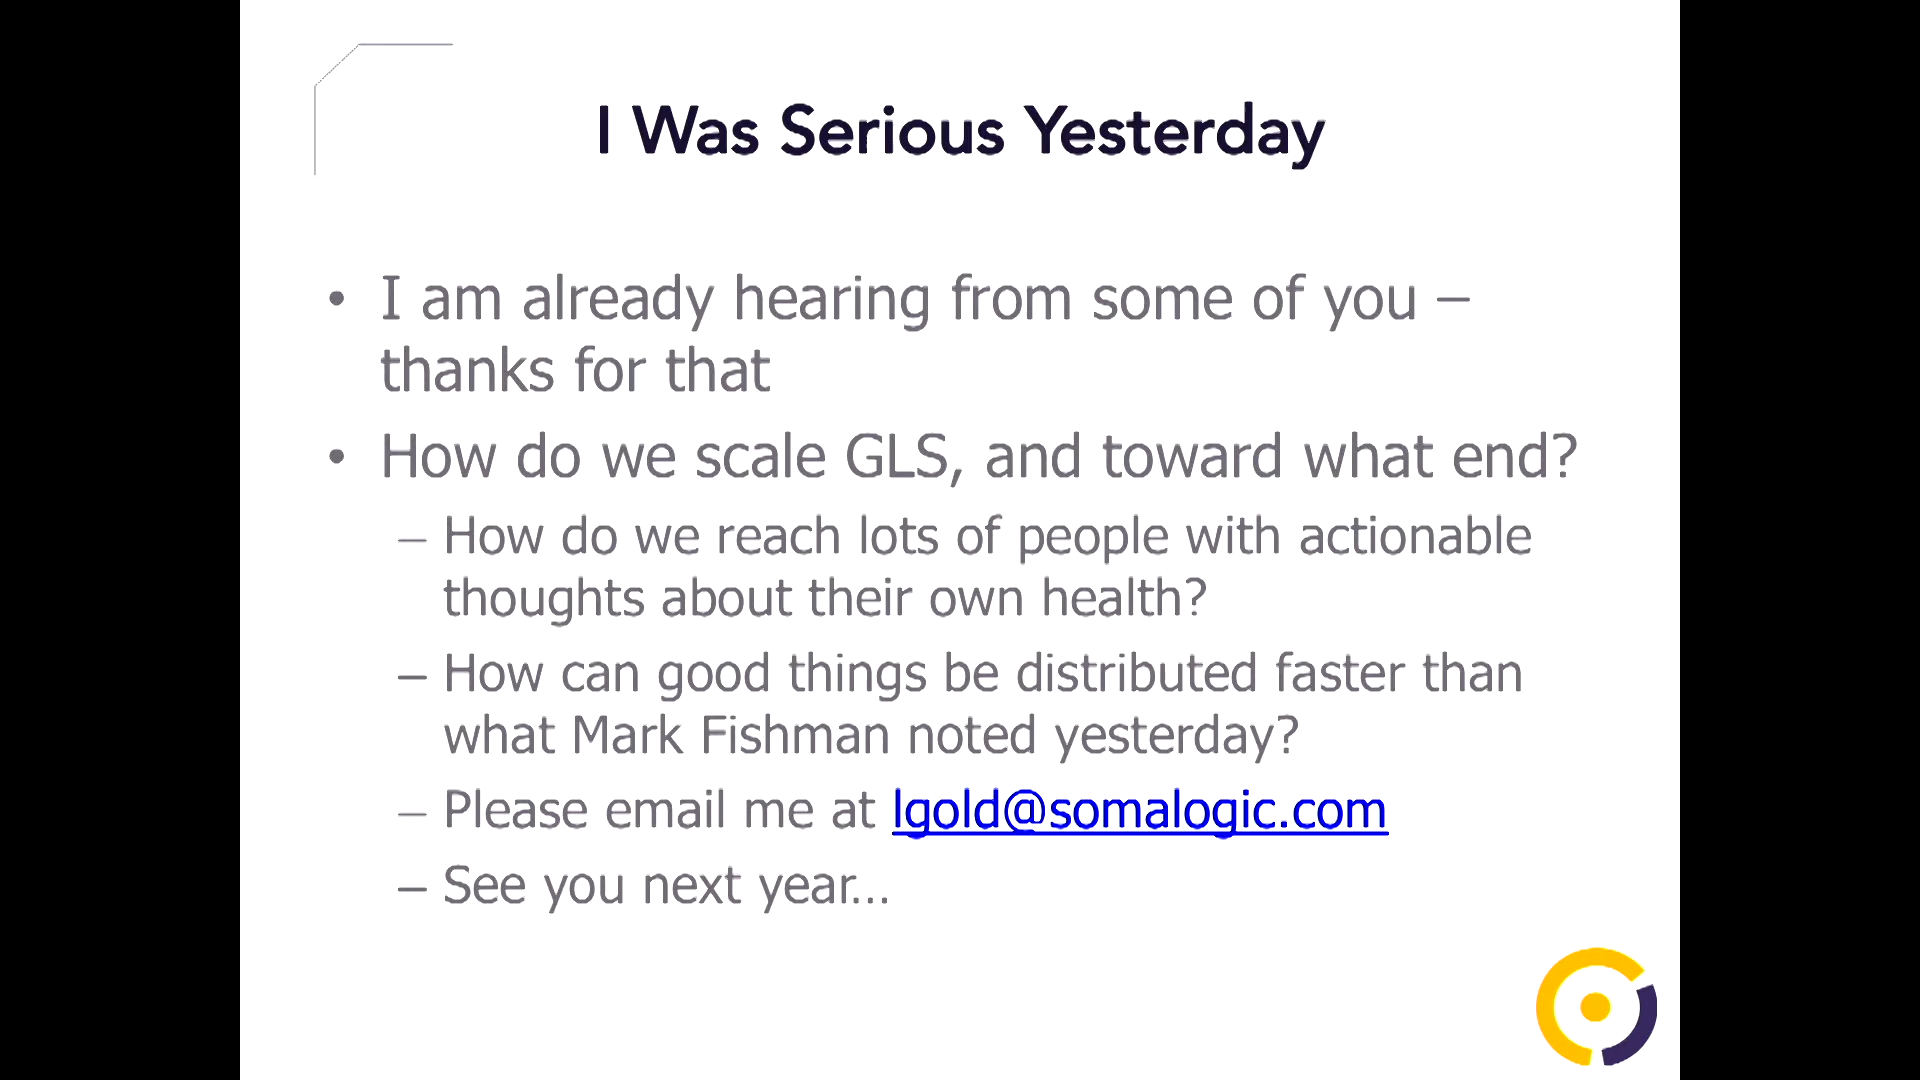 I Was Serious Yesterday
• I am already hearing from some of you –
thanks for that
• How do we scale GLS, and toward what end?
– How do we reach lots of people with actionable
thoughts about their own health?
– How can good things be distributed faster than
what Mark Fishman noted yesterday?
– Please email me at lgold@somalogic.com
– See you next year…